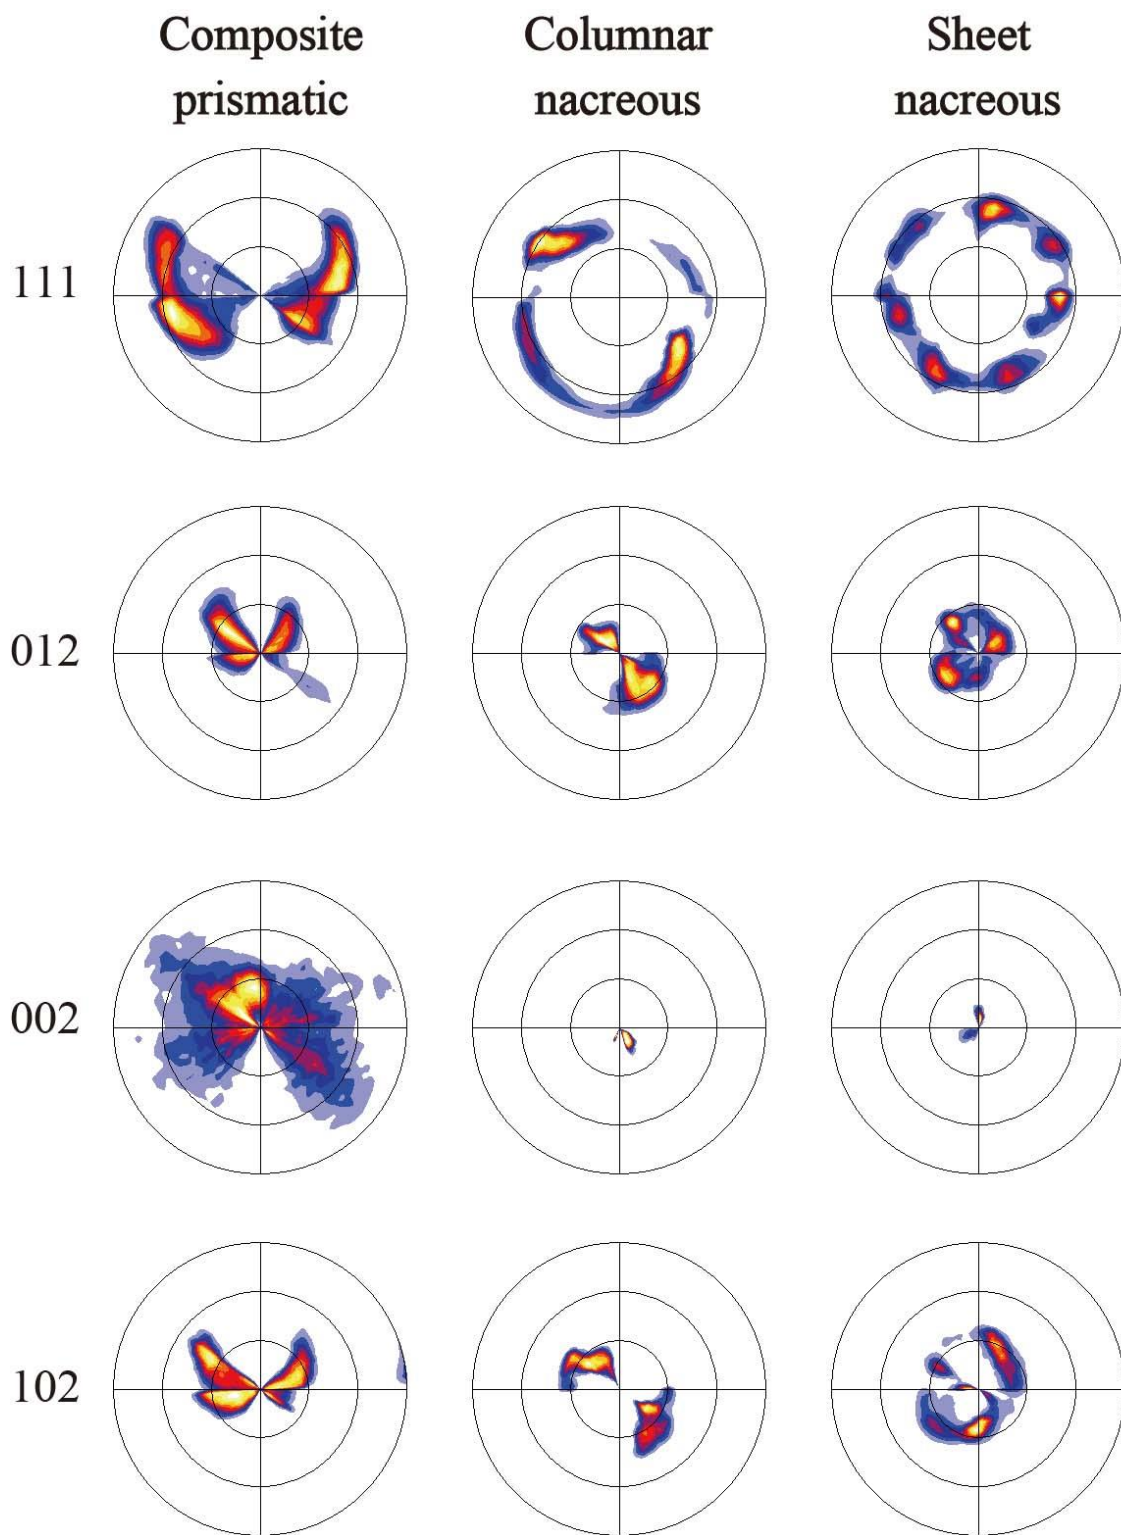 Composite prismatic
Columnar nacreous
Sheet nacreous
111
012
002
102